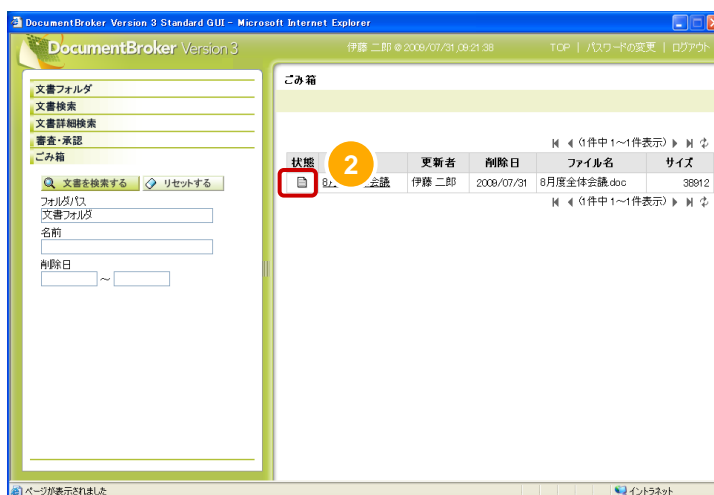 DocumentBroker Version 3 Standard GUI - Microsoft Internet Explorer
DocumentBroker Version 3
伊藤 二郎 @ 2009/07/31,09:21:38 TOP | パスワードの変更 | ログアウト
文書フォルダ
文書検索
文書詳細検索
審査・承認
ごみ箱
文書を検索する リセットする
フォルダパス
文書フォルダ
名前
削除日
～
ごみ箱
(1件中 1～1件表示)
状態 更新者 削除日 ファイル名 サイズ
2
8月 会議 伊藤 二郎 2009/07/31 8月度全体会議.doc 38912
(1件中 1～1件表示)
ページが表示されました イントラネット